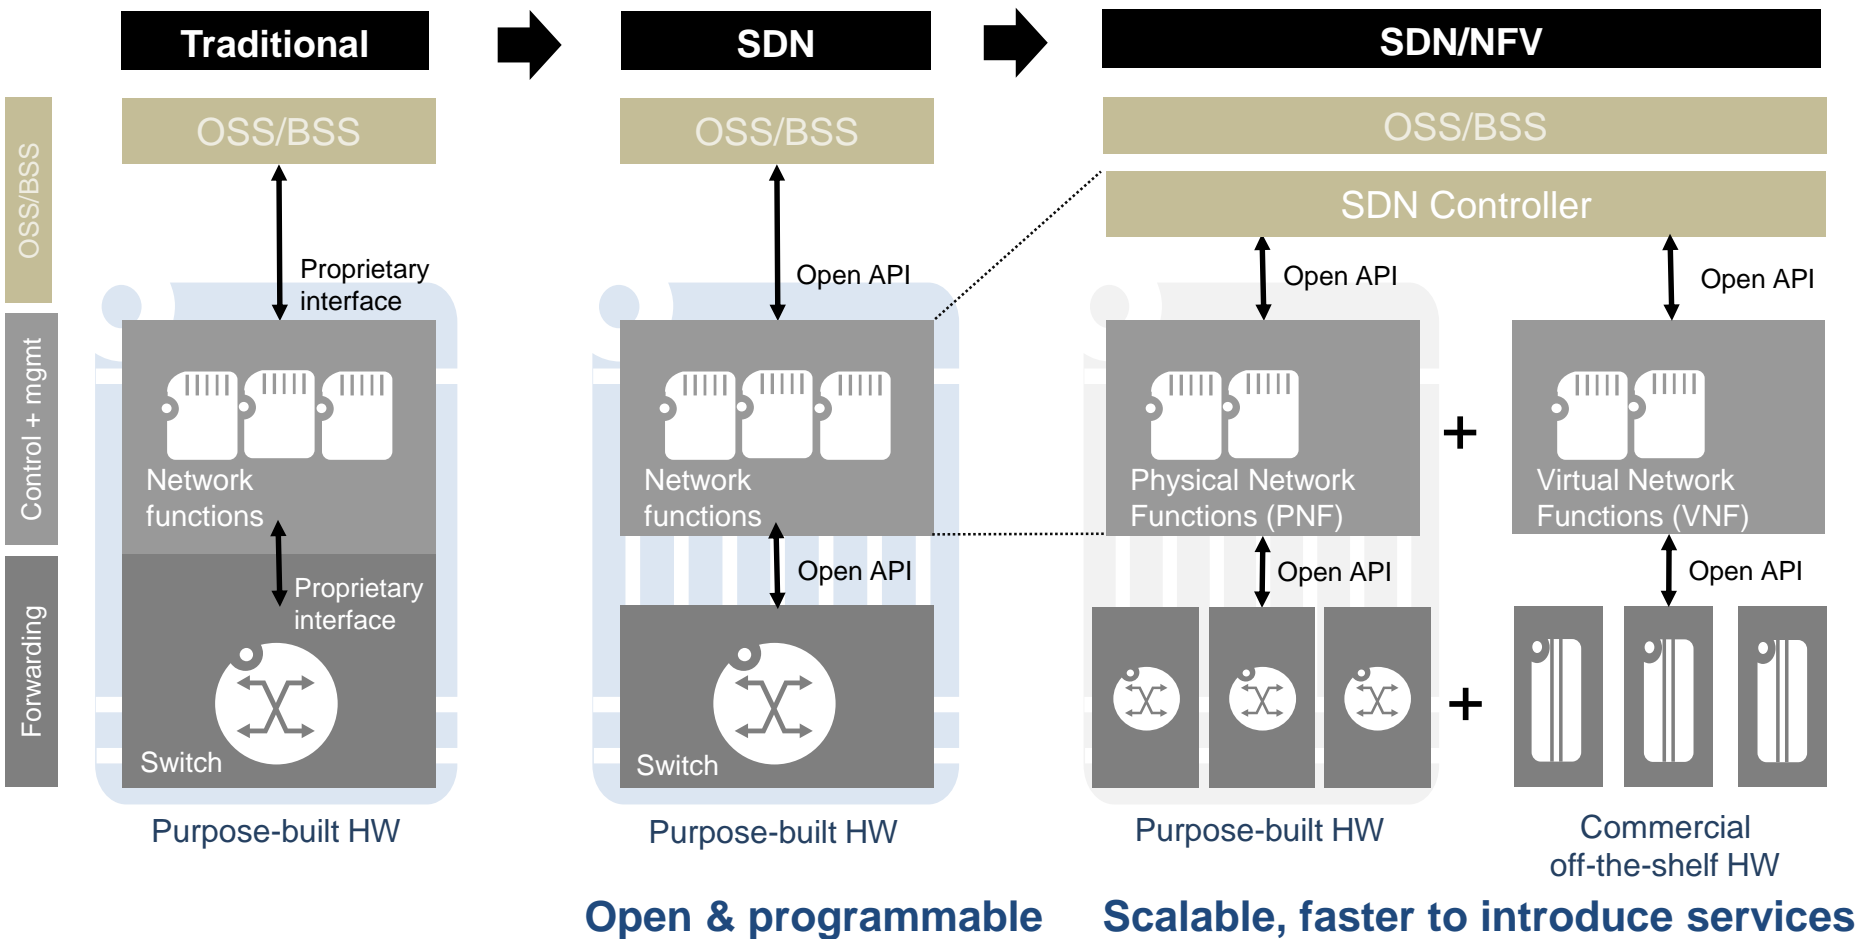 Traditional
SDN
SDN/NFV
OSS/BSS
OSS/BSS
OSS/BSS
OSS/BSS
SDN Controller
Proprietary
interface
Open API
Open API
Open API
Control + mgmt
Network
functions
Network
functions
Physical Network
Functions (PNF)
+
Virtual Network
Functions (VNF)
Forwarding
Proprietary
interface
Open API
Open API
Open API
Switch
Switch
+
Purpose-built HW
Purpose-built HW
Purpose-built HW
Commercial
off-the-shelf HW
Open & programmable
Scalable, faster to introduce services